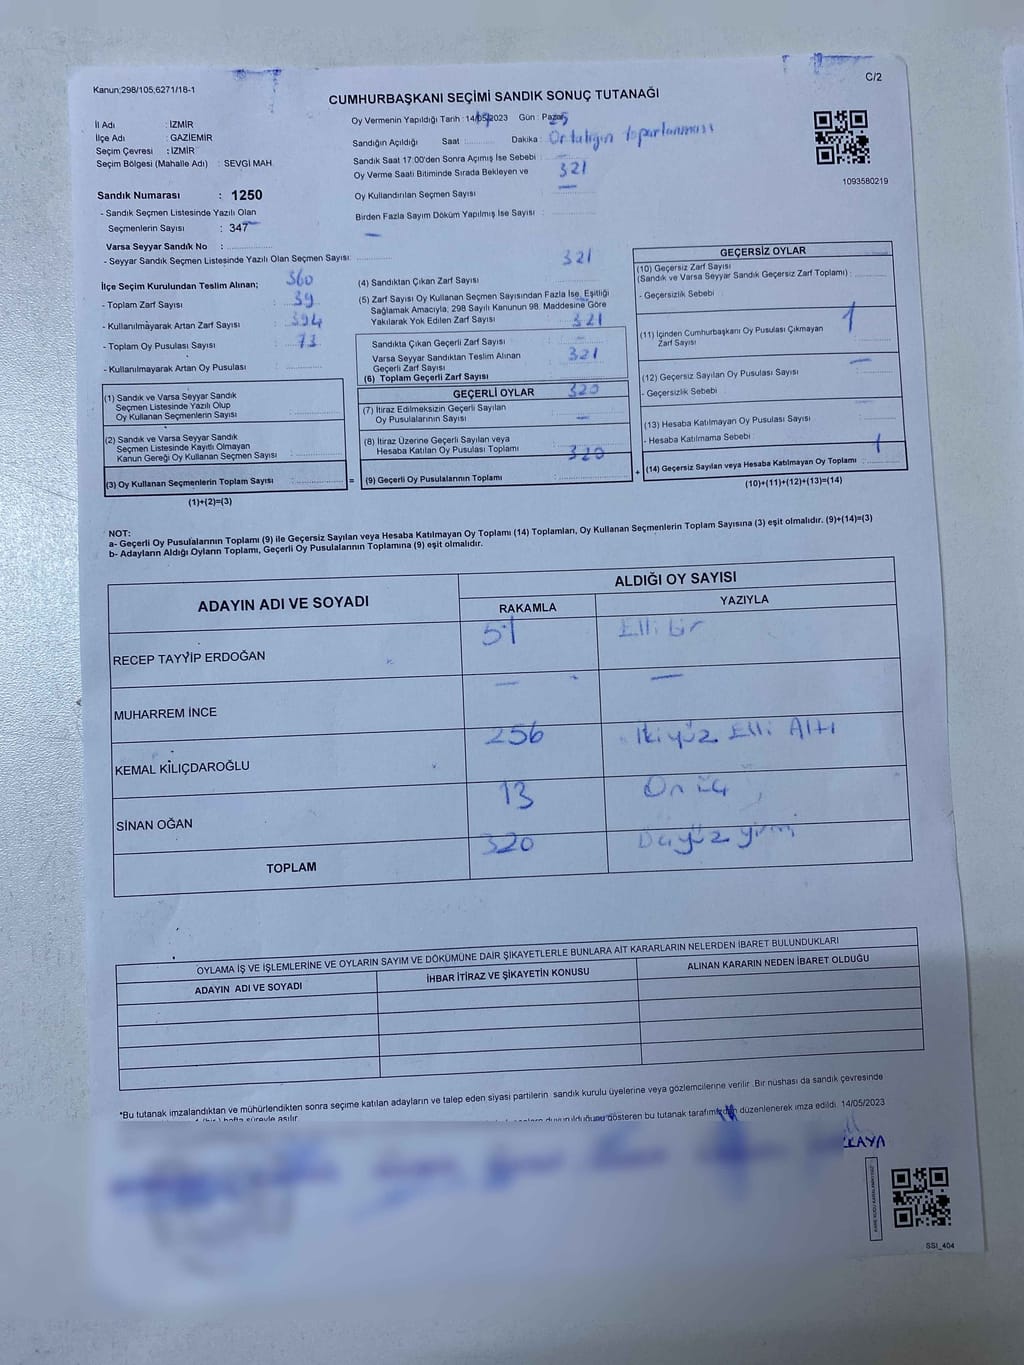 Kanun;298/105,6271/18-1
C/2
CUMHURBAŞKANI SEÇİMİ SANDIK SONUÇ TUTANAĞI
İl Adı : İZMİR
İlçe Adı : GAZİEMİR
Seçim Çevresi : İZMİR
Seçim Bölgesi (Mahalle Adı) : SEVGİ MAH.
Sandık Numarası : 1250
- Sandık Seçmen Listesinde Yazılı Olan
Seçmenlerin Sayısı : 347
Varsa Seyyar Sandık No :
- Seyyar Sandık Seçmen Listesinde Yazılı Olan Seçmen Sayısı:
Oy Vermenin Yapıldığı Tarih : 14/05/2023 Gün : Pazar
Sandığın Açıldığı Saat Dakika :
Ortalığın toparlanması
Sandık Saat 17:00'den Sonra Açımış İse Sebebi :
Oy Verme Saati Bitiminde Sırada Bekleyen ve 321
Oy Kullandırılan Seçmen Sayısı :
Birden Fazla Sayım Döküm Yapılmış İse Sayısı :
1093580219
İlçe Seçim Kurulundan Teslim Alınan; 360
- Toplam Zarf Sayısı : 39
- Kullanılmayarak Artan Zarf Sayısı : 394
- Toplam Oy Pusulası Sayısı : 73
- Kullanılmayarak Artan Oy Pusulası :
(1) Sandık ve Varsa Seyyar Sandık
Seçmen Listesinde Yazılı Olup
Oy Kullanan Seçmenlerin Sayısı :
(2) Sandık ve Varsa Seyyar Sandık
Seçmen Listesinde Kayıtlı Olmayan
Kanun Gereği Oy Kullanan Seçmen Sayısı :
(3) Oy Kullanan Seçmenlerin Toplam Sayısı :
(1)+(2)=(3)
321
(4) Sandıktan Çıkan Zarf Sayısı :
(5) Zarf Sayısı Oy Kullanan Seçmen Sayısından Fazla İse, Eşitliği
Sağlamak Amacıyla, 298 Sayılı Kanunun 98. Maddesine Göre
Yakılarak Yok Edilen Zarf Sayısı : 321
Sandıkta Çıkan Geçerli Zarf Sayısı :
Varsa Seyyar Sandıktan Teslim Alınan 321
Geçerli Zarf Sayısı :
(6) Toplam Geçerli Zarf Sayısı :
GEÇERLİ OYLAR 320
(7) İtiraz Edilmeksizin Geçerli Sayılan
Oy Pusulalarının Sayısı :
(8) İtiraz Üzerine Geçerli Sayılan veya
Hesaba Katılan Oy Pusulası Toplamı : 320
= (9) Geçerli Oy Pusulalarının Toplamı :
GEÇERSİZ OYLAR
(10) Geçersiz Zarf Sayısı
(Sandık ve Varsa Seyyar Sandık Geçersiz Zarf Toplamı) :
- Geçersizlik Sebebi :
1
(11) İçinden Cumhurbaşkanı Oy Pusulası Çıkmayan
Zarf Sayısı :
(12) Geçersiz Sayılan Oy Pusulası Sayısı :
- Geçersizlik Sebebi :
(13) Hesaba Katılmayan Oy Pusulası Sayısı :
- Hesaba Katılmama Sebebi : 1
+ (14) Geçersiz Sayılan veya Hesaba Katılmayan Oy Toplamı :
(10)+(11)+(12)+(13)=(14)
NOT:
a- Geçerli Oy Pusulalarının Toplamı (9) ile Geçersiz Sayılan veya Hesaba Katılmayan Oy Toplamı (14) Toplamları, Oy Kullanan Seçmenlerin Toplam Sayısına (3) eşit olmalıdır. (9)+(14)=(3)
b- Adayların Aldığı Oyların Toplamı, Geçerli Oy Pusulalarının Toplamına (9) eşit olmalıdır.
ADAYIN ADI VE SOYADI ALDIĞI OY SAYISI
RAKAMLA YAZIYLA
RECEP TAYYİP ERDOĞAN 51 Elli bir
MUHARREM İNCE — —
KEMAL KILIÇDAROĞLU 256 İki yüz Elli Altı
SİNAN OĞAN 13 On üç
TOPLAM 320 Üçyüz yirmi
OYLAMA İŞ VE İŞLEMLERİNE VE OYLARIN SAYIM VE DÖKÜMÜNE DAİR ŞİKAYETLERLE BUNLARA AİT KARARLARIN NELERDEN İBARET BULUNDUKLARI
ADAYIN ADI VE SOYADI İHBAR İTİRAZ VE ŞİKAYETİN KONUSU ALINAN KARARIN NEDEN İBARET OLDUĞU
*Bu tutanak imzalandıktan ve mühürlendikten sonra seçime katılan adayların ve talep eden siyasi partilerin sandık kurulu üyelerine veya gözlemcilerine verilir. Bir nüshası da sandık çevresinde
hafta süreyle asılır.
duyurulduğunu gösteren bu tutanak tarafımızdan düzenlenerek imza edildi. 14/05/2023
KAYA
SSI_404